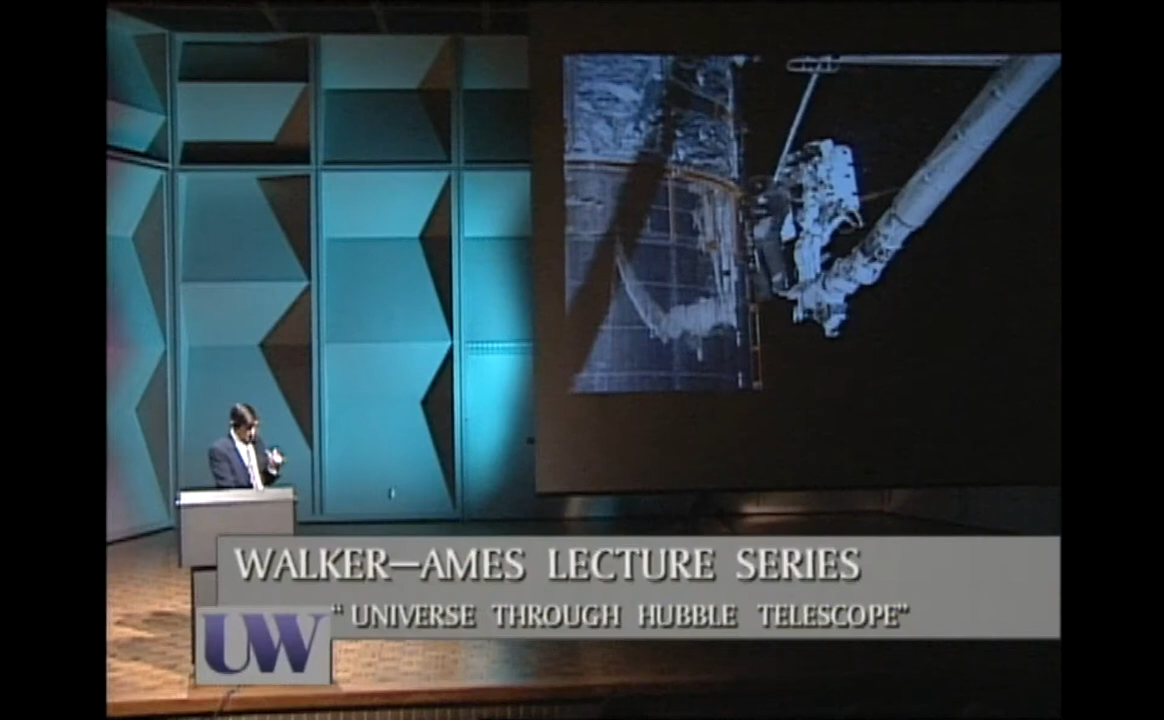 WALKER–AMES LECTURE SERIES
"UNIVERSE THROUGH HUBBLE TELESCOPE"
UW